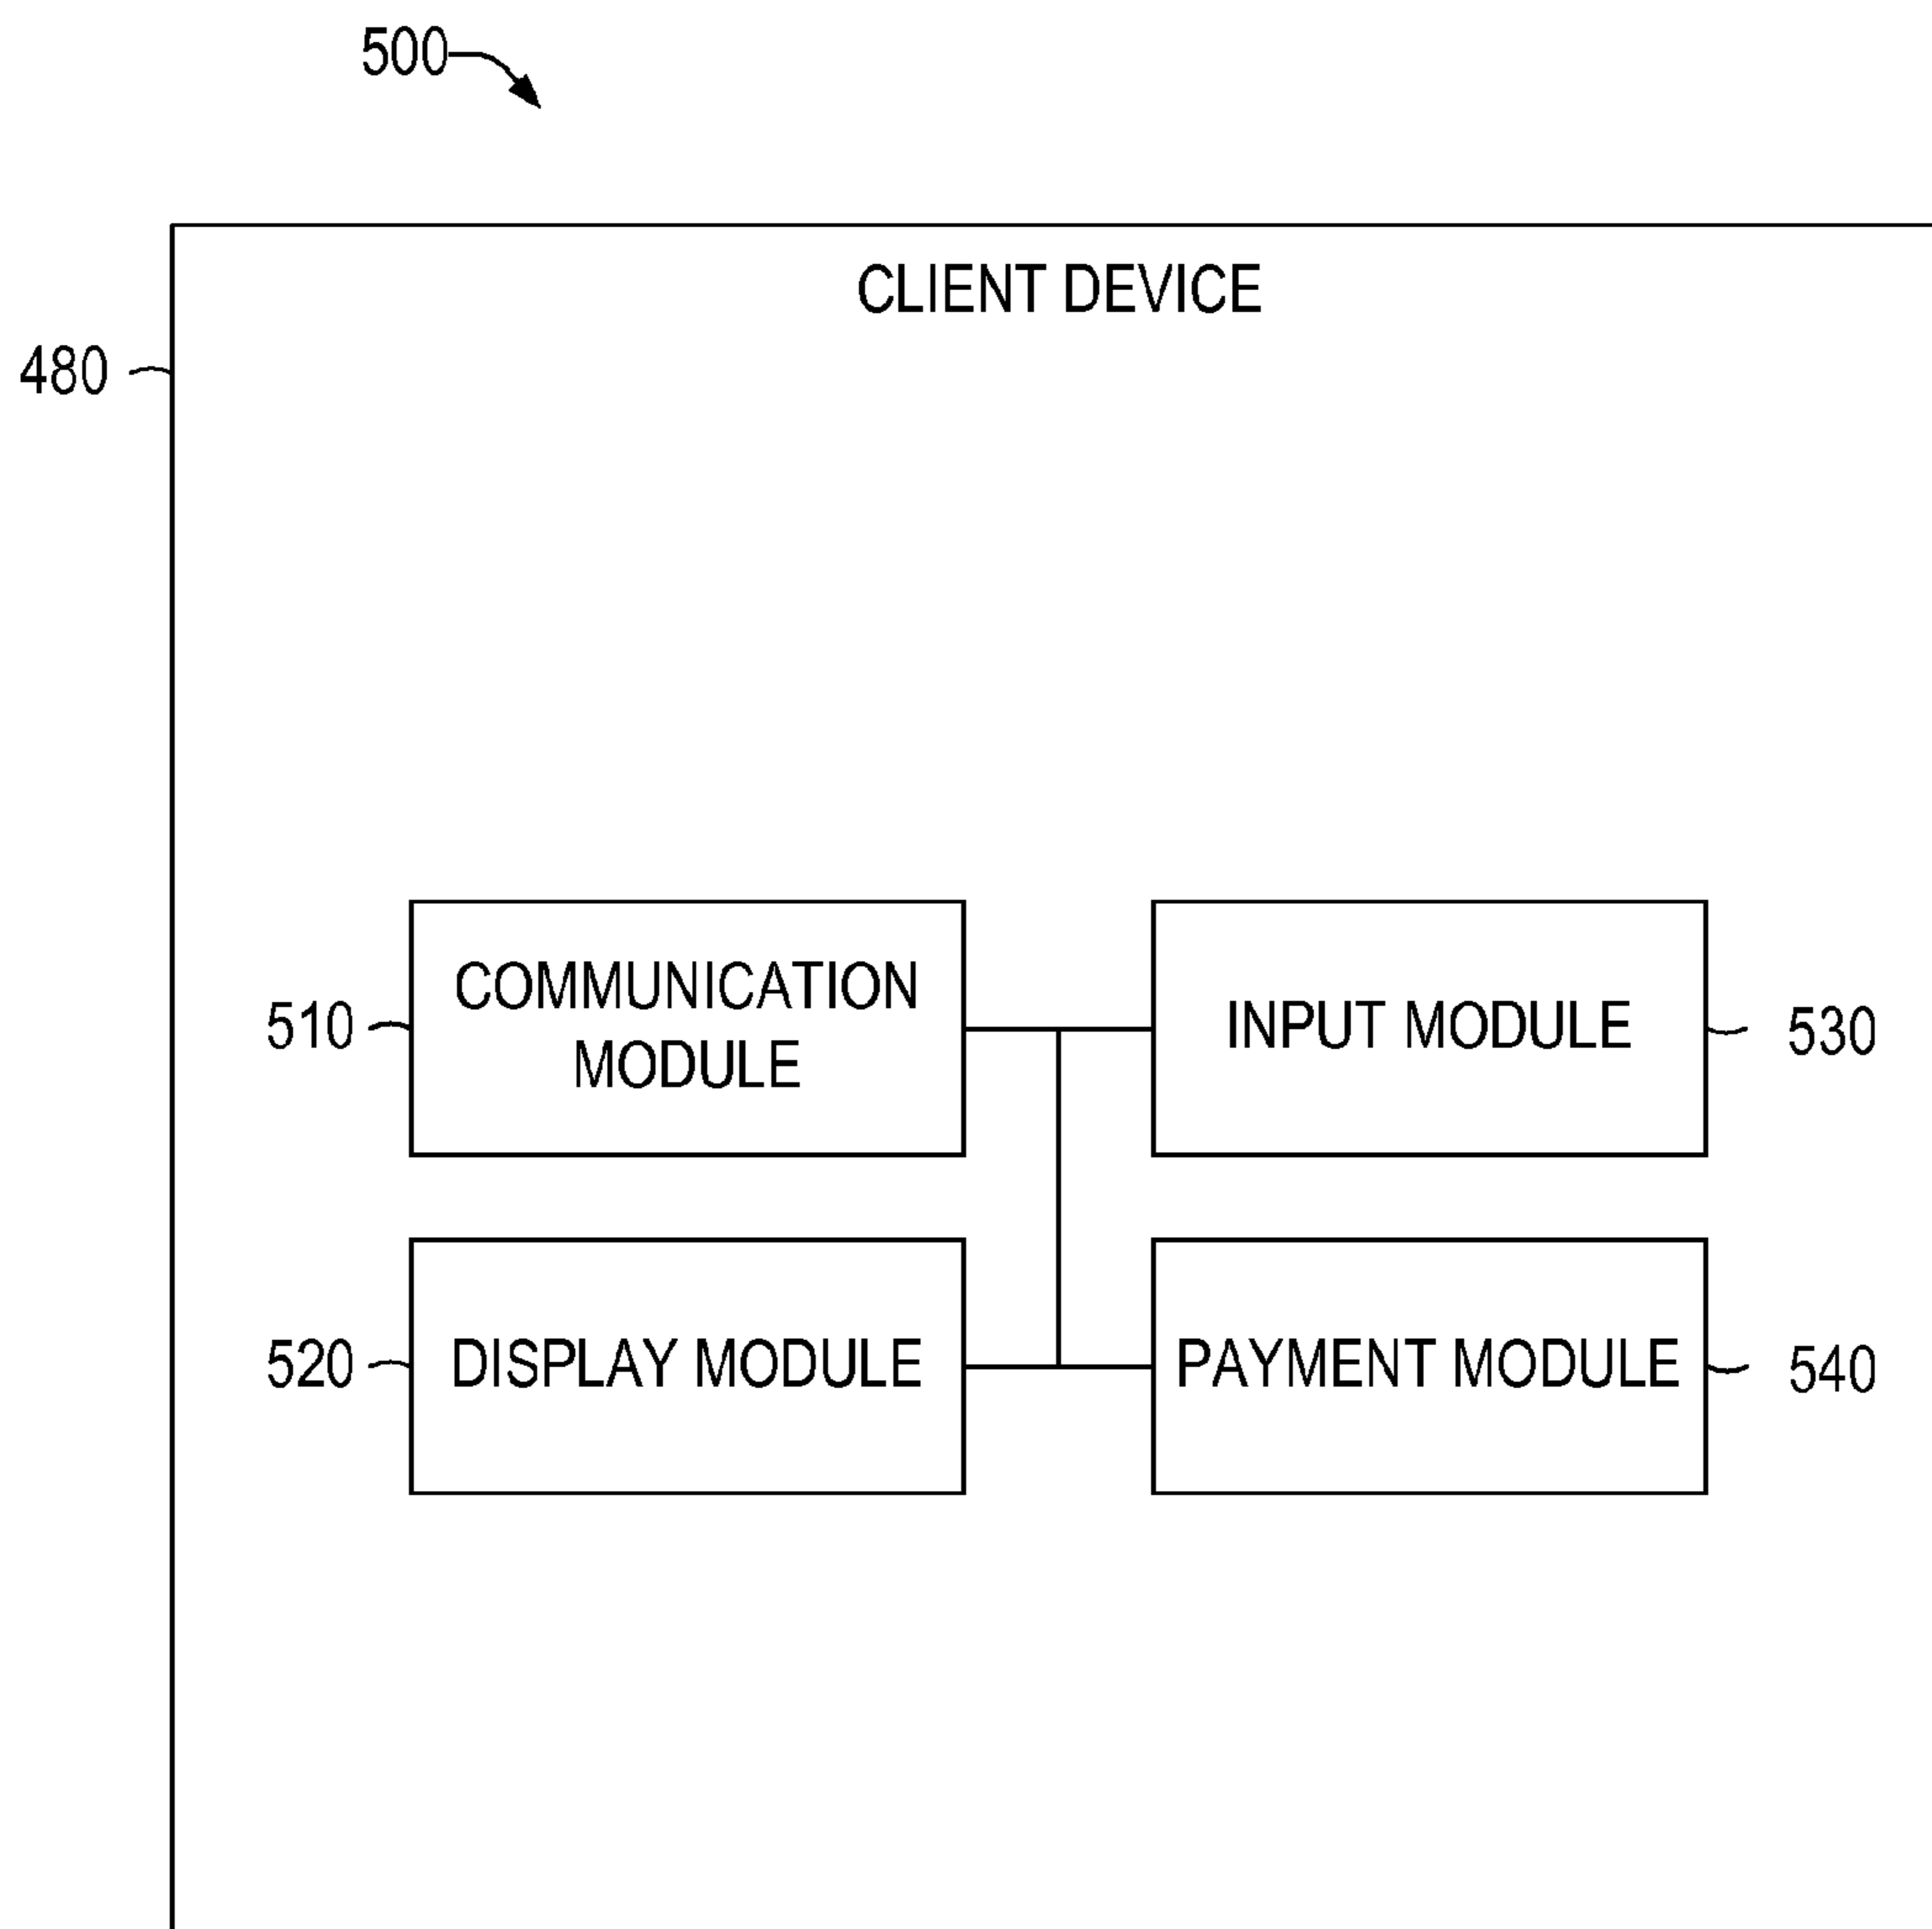 500
CLIENT DEVICE
480
COMMUNICATION
MODULE
510
INPUT MODULE
530
520
DISPLAY MODULE
PAYMENT MODULE
540